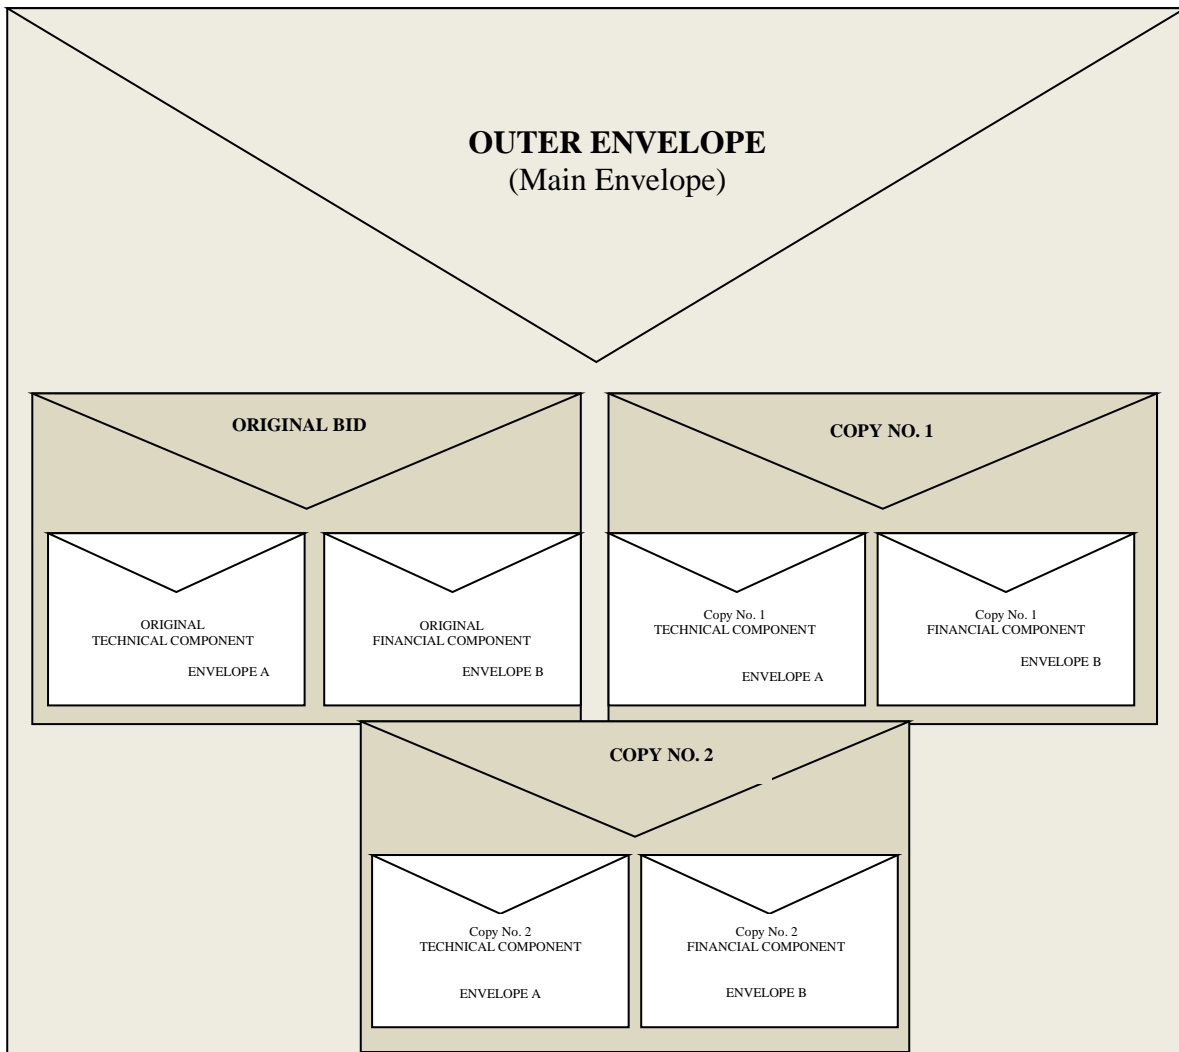 OUTER ENVELOPE
(Main Envelope)
ORIGINAL BID
ORIGINAL
TECHNICAL COMPONENT
ENVELOPE A
ORIGINAL
FINANCIAL COMPONENT
ENVELOPE B
COPY NO. 1
Copy No. 1
TECHNICAL COMPONENT
ENVELOPE A
Copy No. 1
FINANCIAL COMPONENT
ENVELOPE B
COPY NO. 2
Copy No. 2
TECHNICAL COMPONENT
ENVELOPE A
Copy No. 2
FINANCIAL COMPONENT
ENVELOPE B